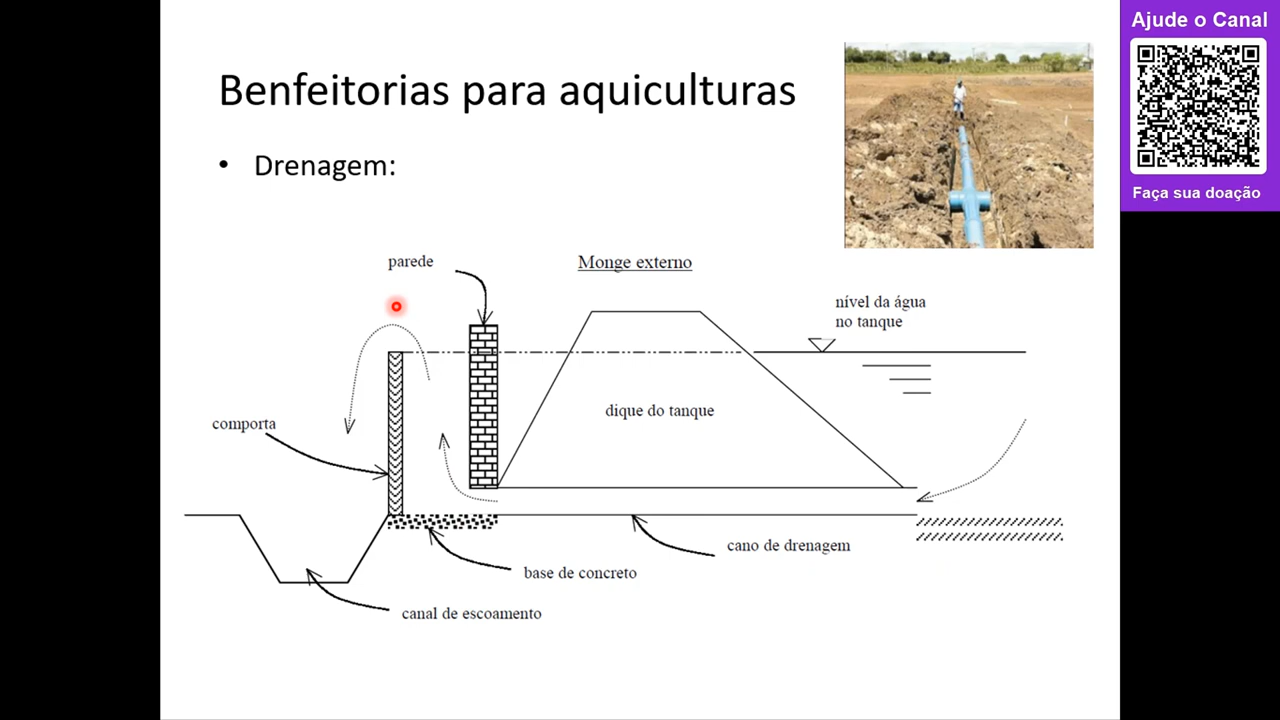 Ajude o Canal
Faça sua doação
Benfeitorias para aquiculturas
• Drenagem:
parede
Monge externo
nível da água
no tanque
dique do tanque
comporta
cano de drenagem
base de concreto
canal de escoamento